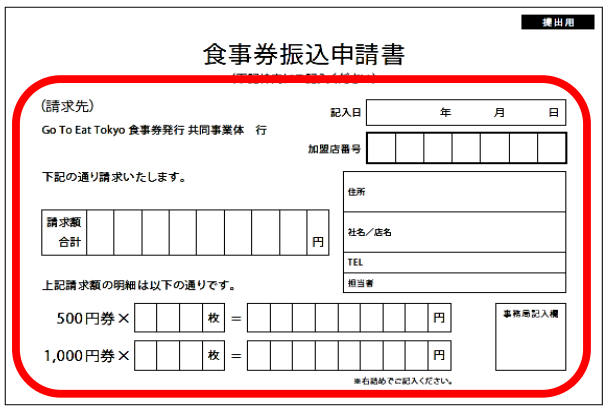 提出用
食事券振込申請書
(請求先)
記入日 年 月 日
Go To Eat Tokyo 食事券発行 共同事業体 行
加盟店番号
下記の通り請求いたします。
住所
請求額
合計 円
社名／店名
TEL
担当者
上記請求額の明細は以下の通りです。
500円券× 枚 = 円
事務局記入欄
1,000円券× 枚 = 円
※右詰めでご記入ください。